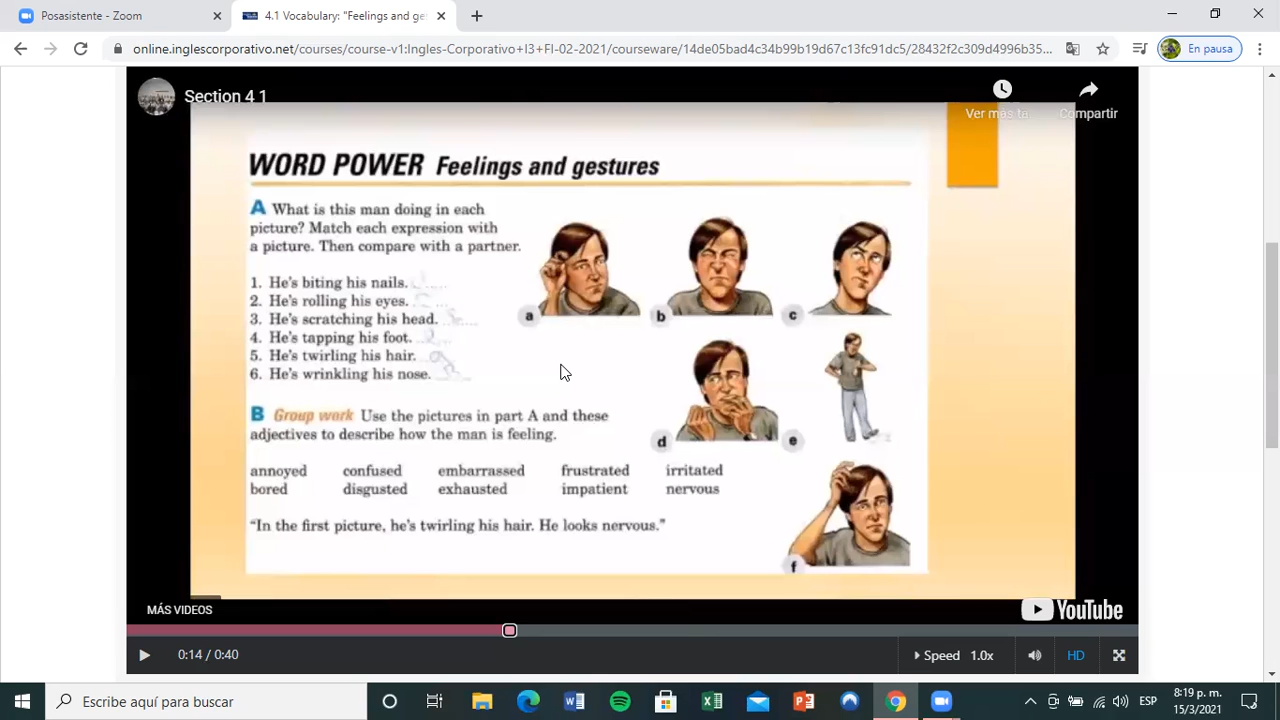 Posasistente - Zoom
4.1 Vocabulary: "Feelings and ge
online.inglescorporativo.net/courses/course-v1:Ingles-Corporativo+I3+FI-02-2021/courseware/14de05bad4c34b99b19d67c13fc91dc5/28432f2c309d4996b35...
En pausa
Section 4 1
Ver más ta
Compartir
WORD POWER Feelings and gestures
A What is this man doing in each
picture? Match each expression with
a picture. Then compare with a partner.
1. He's biting his nails.
2. He's rolling his eyes.
3. He's scratching his head.
4. He's tapping his foot.
5. He's twirling his hair.
6. He's wrinkling his nose.
a
b
c
d
e
f
B Group work Use the pictures in part A and these
adjectives to describe how the man is feeling.
annoyed confused embarrassed frustrated irritated
bored disgusted exhausted impatient nervous
"In the first picture, he's twirling his hair. He looks nervous."
MÁS VIDEOS
YouTube
0:14 / 0:40
Speed 1.0x
HD
Escribe aquí para buscar
ESP
8:19 p. m.
15/3/2021